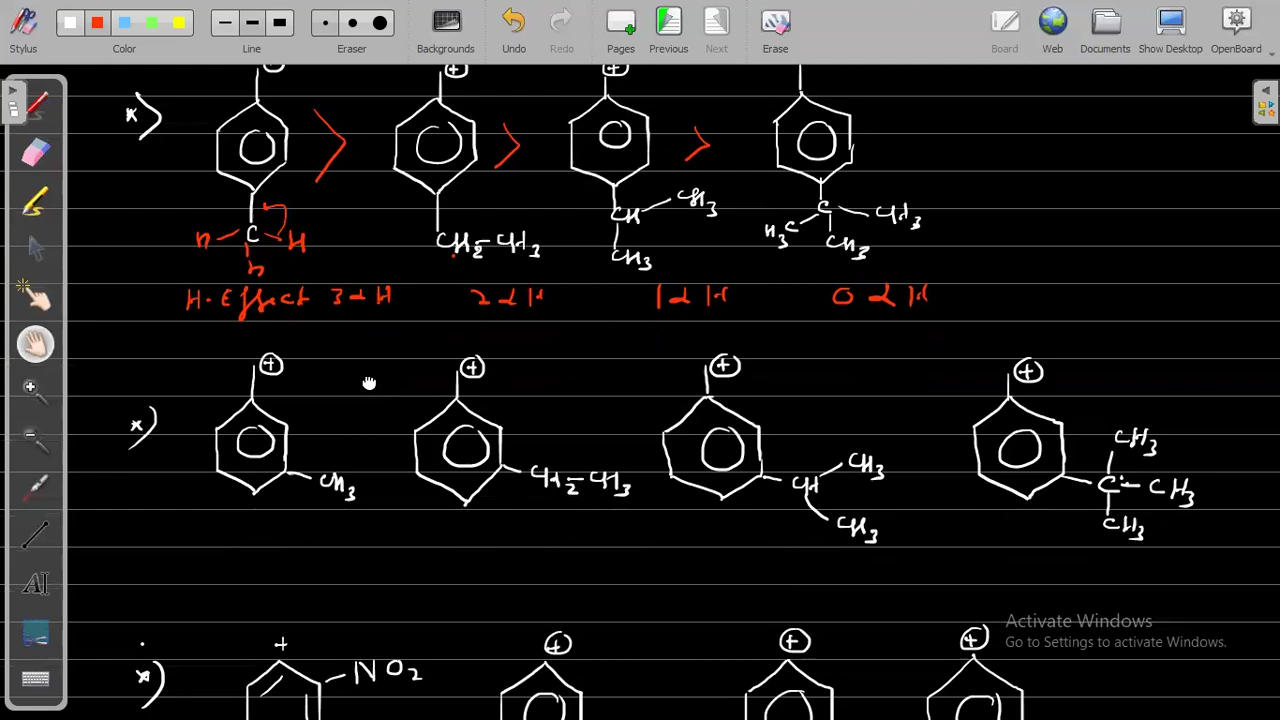 Stylus Color Line Eraser Backgrounds Undo Redo Pages Previous Next Erase Board Web Documents Show Desktop OpenBoard
⊕ ⊕
*)
> > >
CH3
CH
C CH3
H C H CH2-CH3 H3C CH3
H CH3
H.Effect 3αH 2αH 1αH 0αH
⊕ ⊕ ⊕ ⊕
*)
CH3 CH2-CH3 CH CH3 C CH3
CH3 CH3
CH3
AI
Activate Windows
Go to Settings to activate Windows.
+ ⊕ ⊕ ⊕
*) NO2